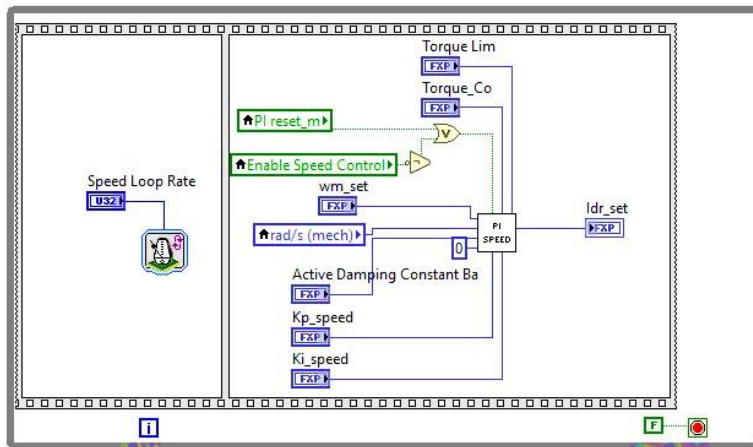 Torque Lim
FXP
Torque_Co
FXP
PI reset_m
V
Enable Speed Control
Speed Loop Rate
U32
wm_set
FXP
Idr_set
PI
SPEED
FXP
rad/s (mech)
0
Active Damping Constant Ba
FXP
Kp_speed
FXP
Ki_speed
FXP
i
F